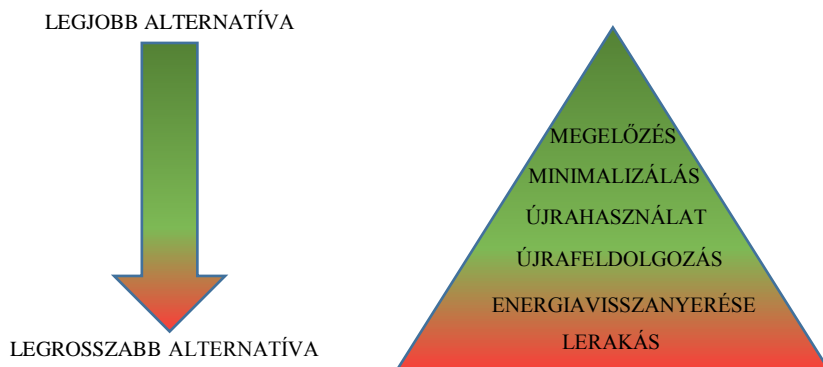 LEGJOBB ALTERNATÍVA
MEGELŐZÉS
MINIMALIZÁLÁS
ÚJRAHASZNÁLAT
ÚJRAFELDOLGOZÁS
ENERGIAVISSZANYERÉSE
LERAKÁS
LEGROSSZABB ALTERNATÍVA